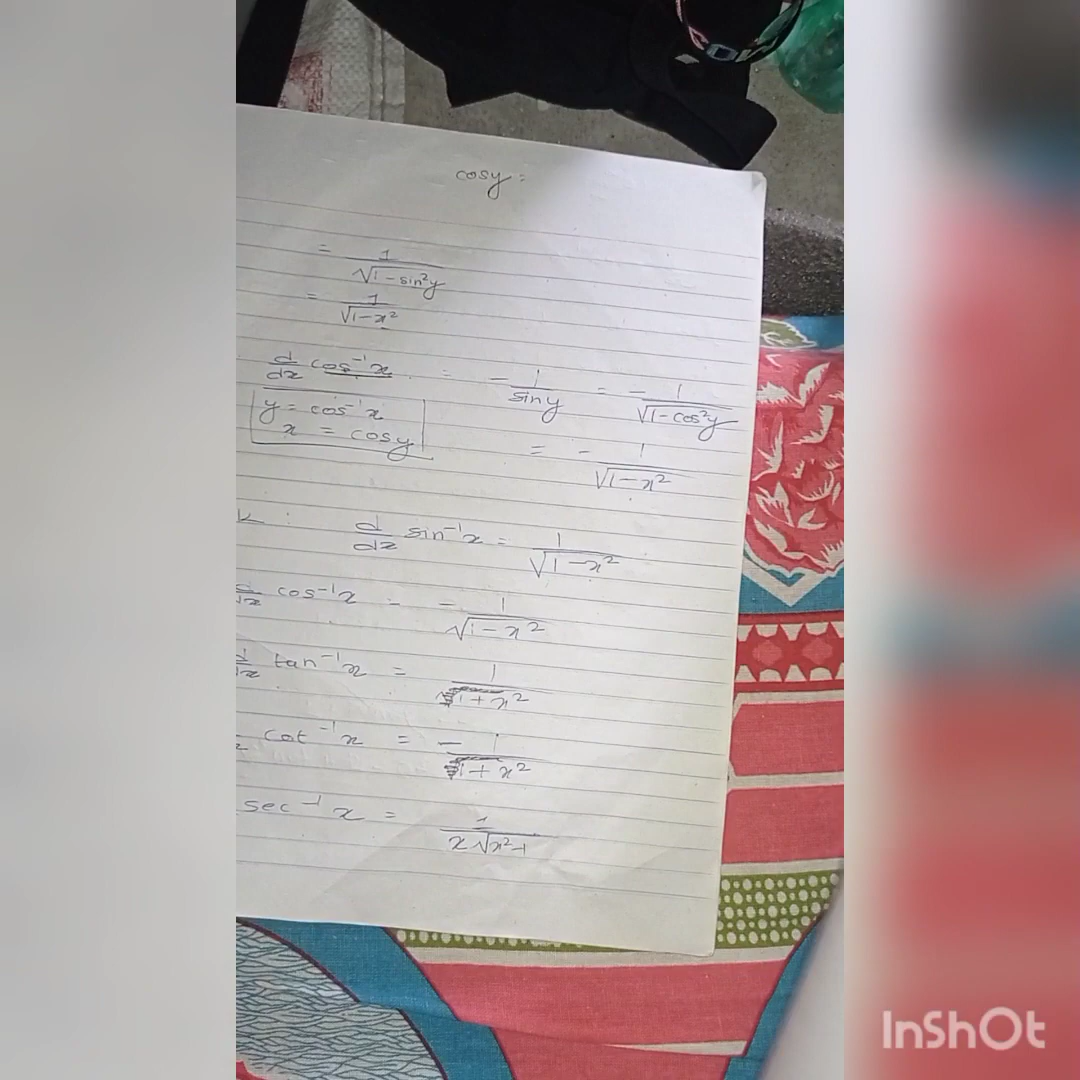 cosy =
= 1/√(1-sin²y)
= 1/√(1-x²)
d/dx cos⁻¹x = -1/siny = -1/√(1-cos²y)
y = cos⁻¹x
x = cosy
= -1/√(1-x²)
d/dx sin⁻¹x = 1/√(1-x²)
d/dx cos⁻¹x = -1/√(1-x²)
d/dx tan⁻¹x = 1/1+x²
cot⁻¹x = -1/1+x²
sec⁻¹x = 1/x√x²-1
InShOt